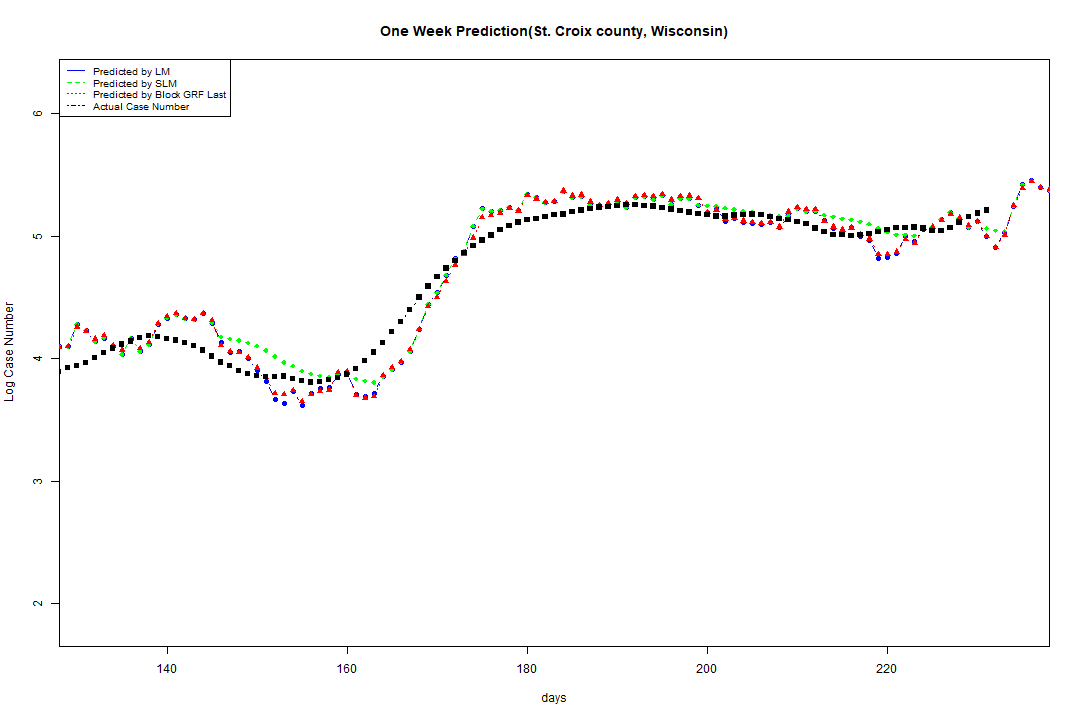 One Week Prediction(St. Croix county, Wisconsin)
Predicted by LM
Predicted by SLM
Predicted by Block GRF Last
Actual Case Number
6
5
4
3
2
Log Case Number
140 160 180 200 220
days